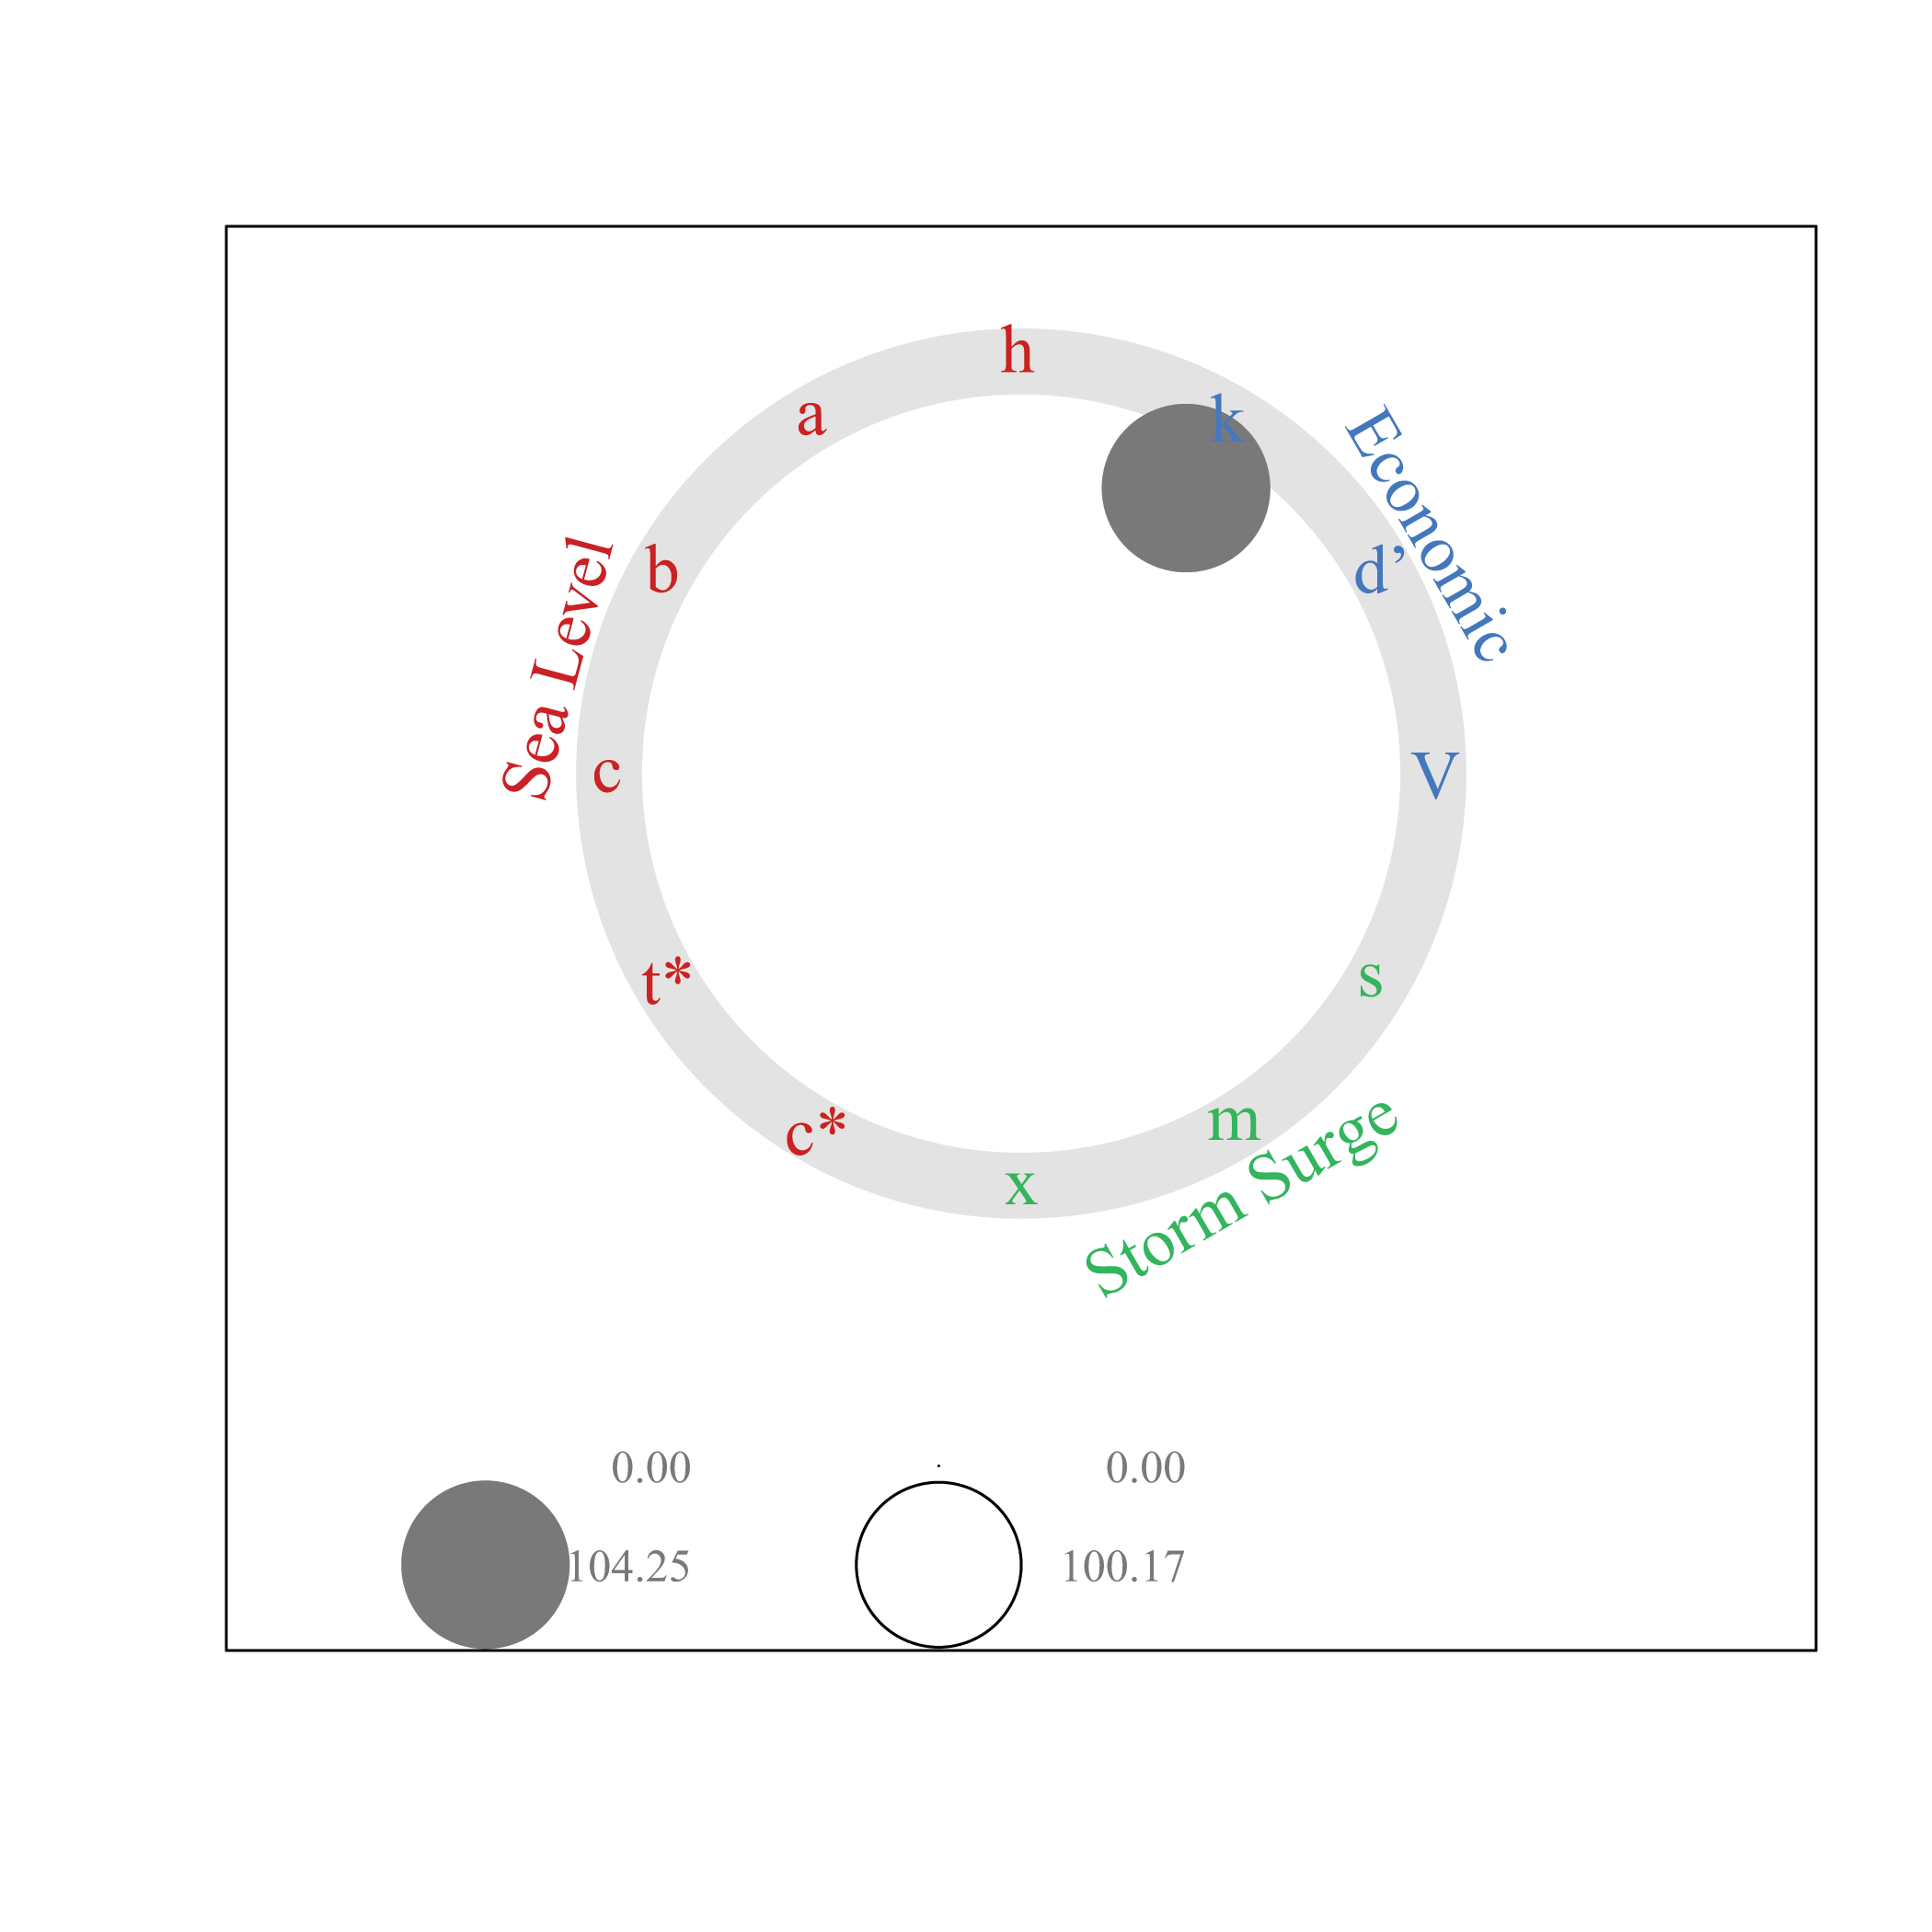 h
k
a
Economic
d’
b
Sea Level
c
V
t*
s
c*
m
x
Storm Surge
0.00
0.00
104.25
100.17